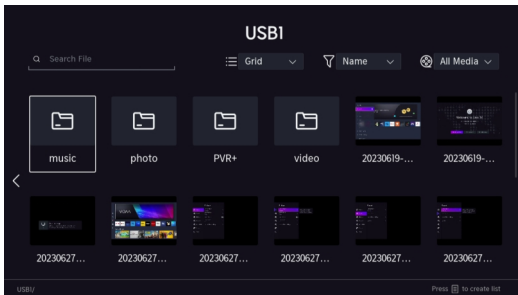 USB1
Search File
Grid
Name
All Media
music
photo
PVR+
video
20230619-...
20230619-...
20230627...
20230627...
20230627...
20230627...
20230627...
20230627...
USB1/
Press to create list